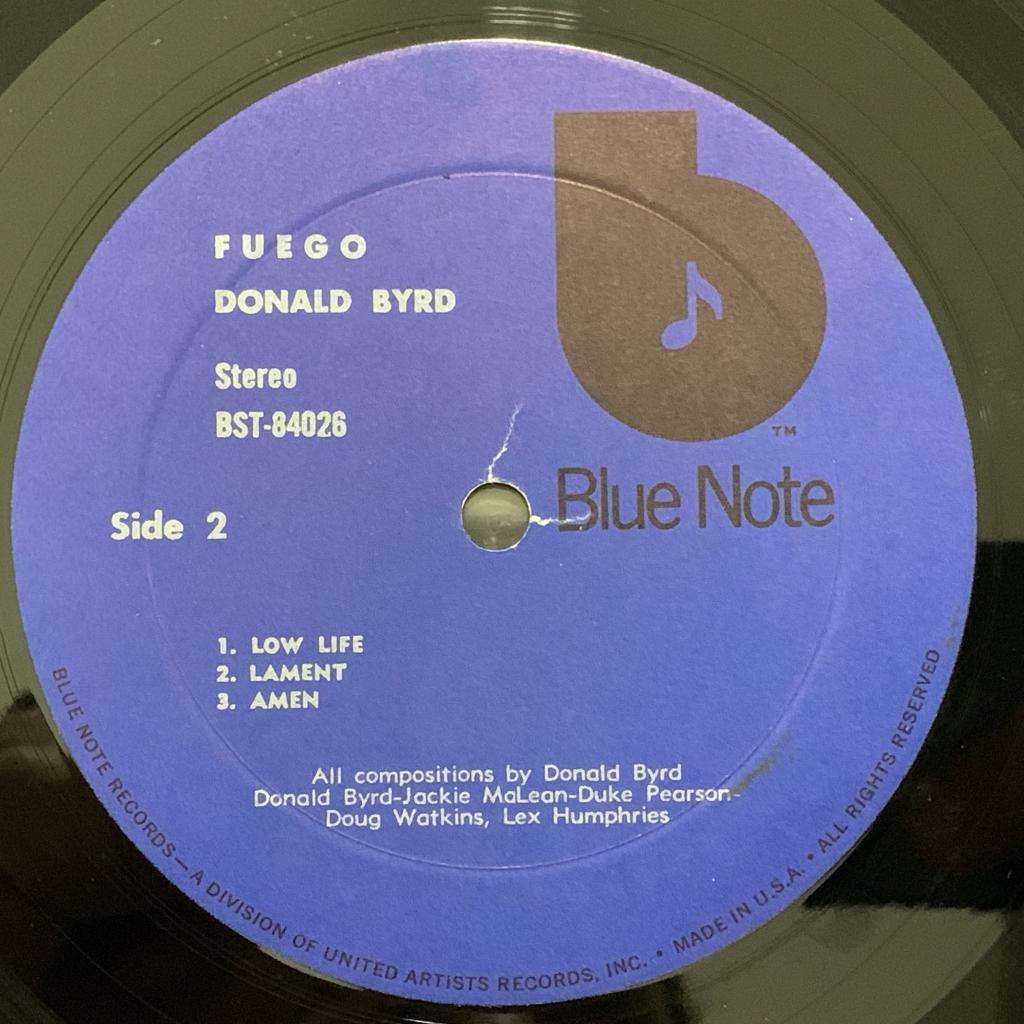 FUEGO
DONALD BYRD
Stereo
BST-84026
TM
Blue Note
Side 2
1. LOW LIFE
2. LAMENT
3. AMEN
All compositions by Donald Byrd
Donald Byrd-Jackie MaLean-Duke Pearson-
Doug Watkins, Lex Humphries
BLUE NOTE RECORDS — A DIVISION OF UNITED ARTISTS RECORDS, INC. • MADE IN U.S.A. • ALL RIGHTS RESERVED